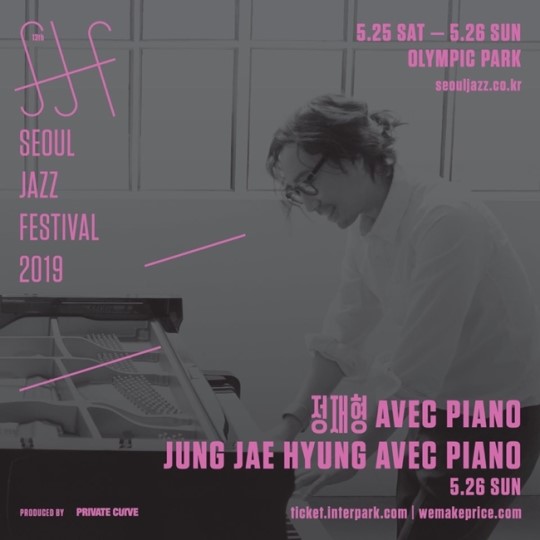 13th
SJF
SEOUL
JAZZ
FESTIVAL
2019
5.25 SAT — 5.26 SUN
OLYMPIC PARK
seouljazz.co.kr
정재형 AVEC PIANO
JUNG JAE HYUNG AVEC PIANO
5.26 SUN
PRODUCED BY PRIVATE CURVE
ticket.interpark.com | wemakeprice.com